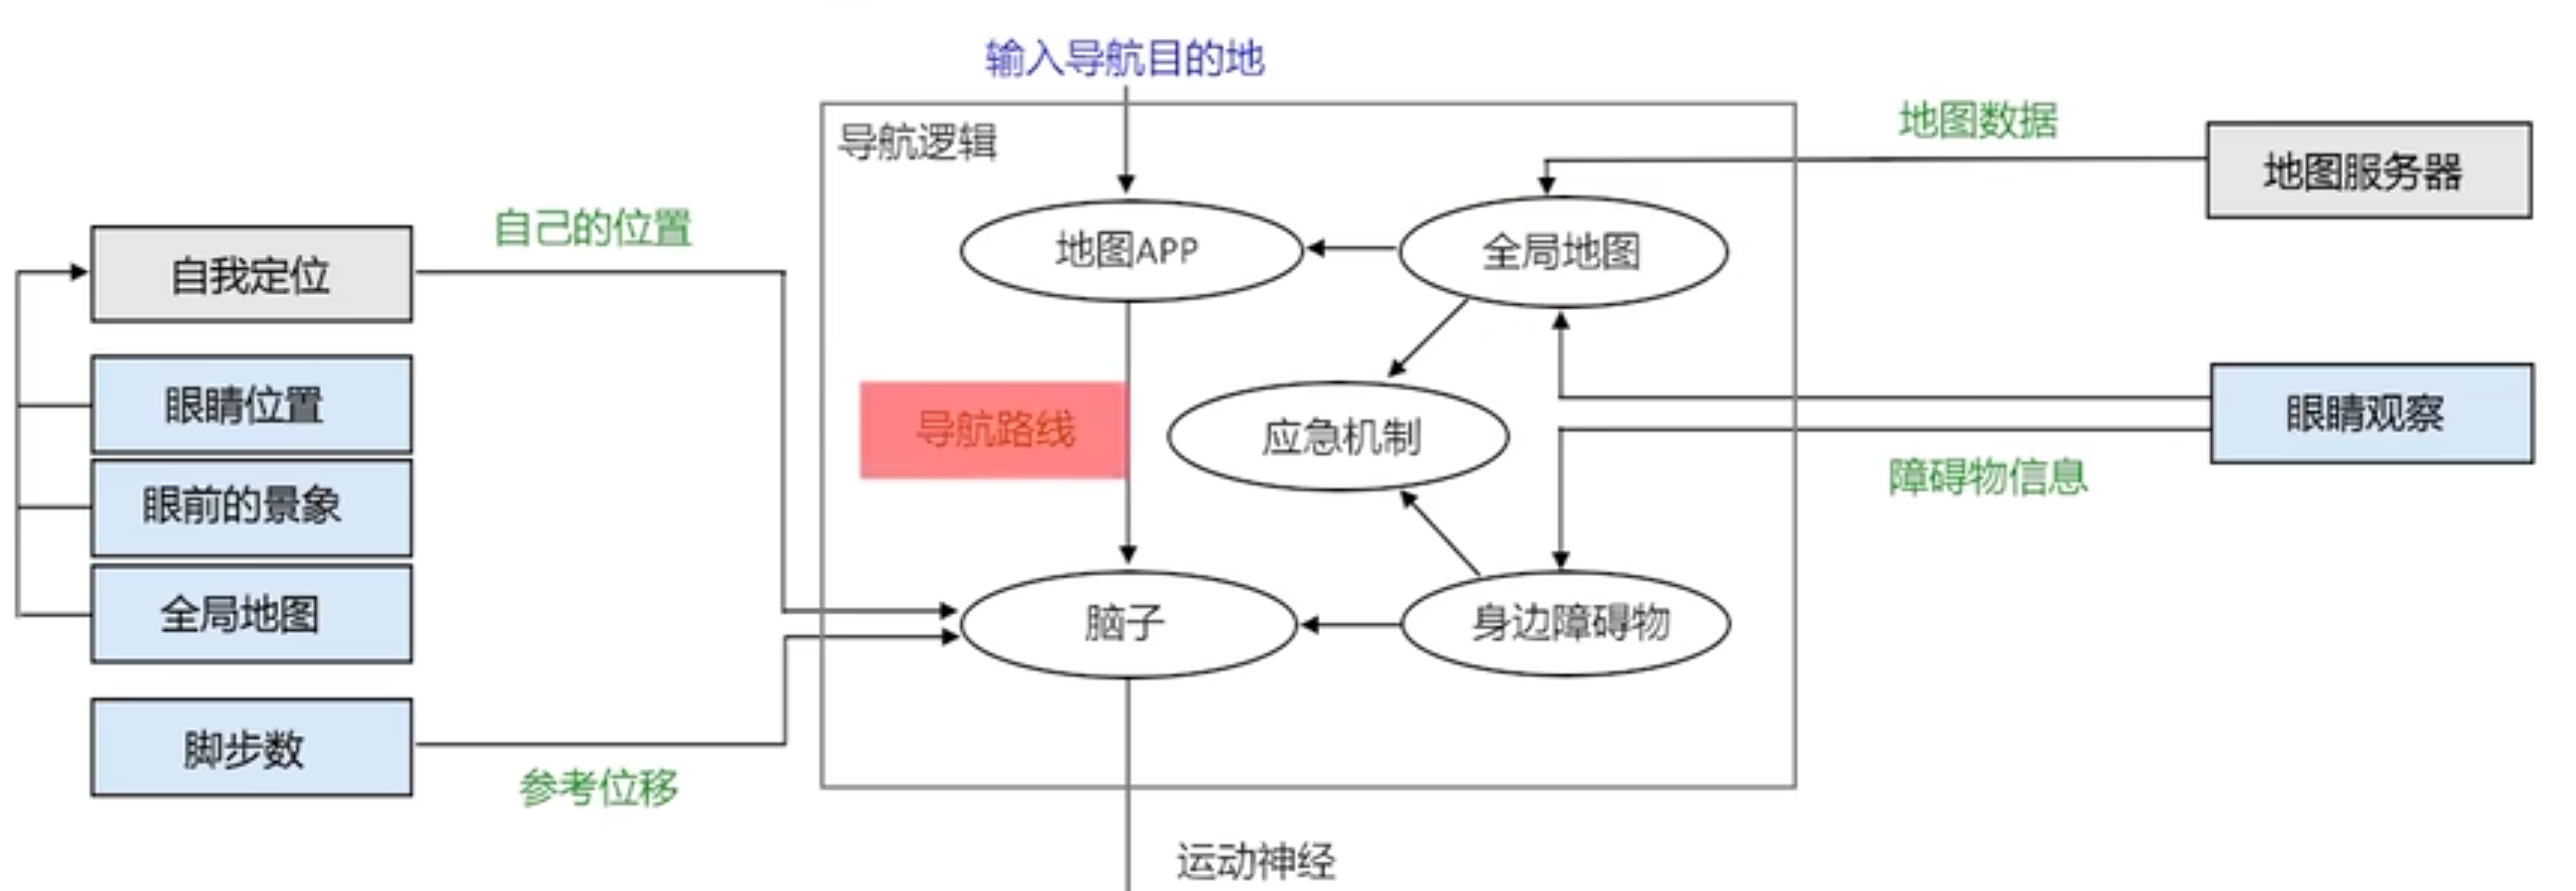 输入导航目的地
导航逻辑
地图数据
地图服务器
自己的位置
自我定位
地图APP
全局地图
眼睛位置
导航路线
应急机制
眼睛观察
障碍物信息
眼前的景象
全局地图
脑子
身边障碍物
脚步数
参考位移
运动神经